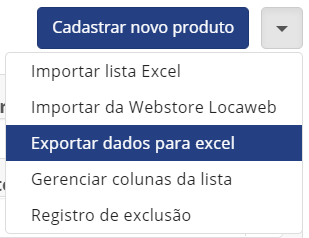 Cadastrar novo produto
Importar lista Excel
Importar da Webstore Locaweb
Exportar dados para excel
Gerenciar colunas da lista
Registro de exclusão